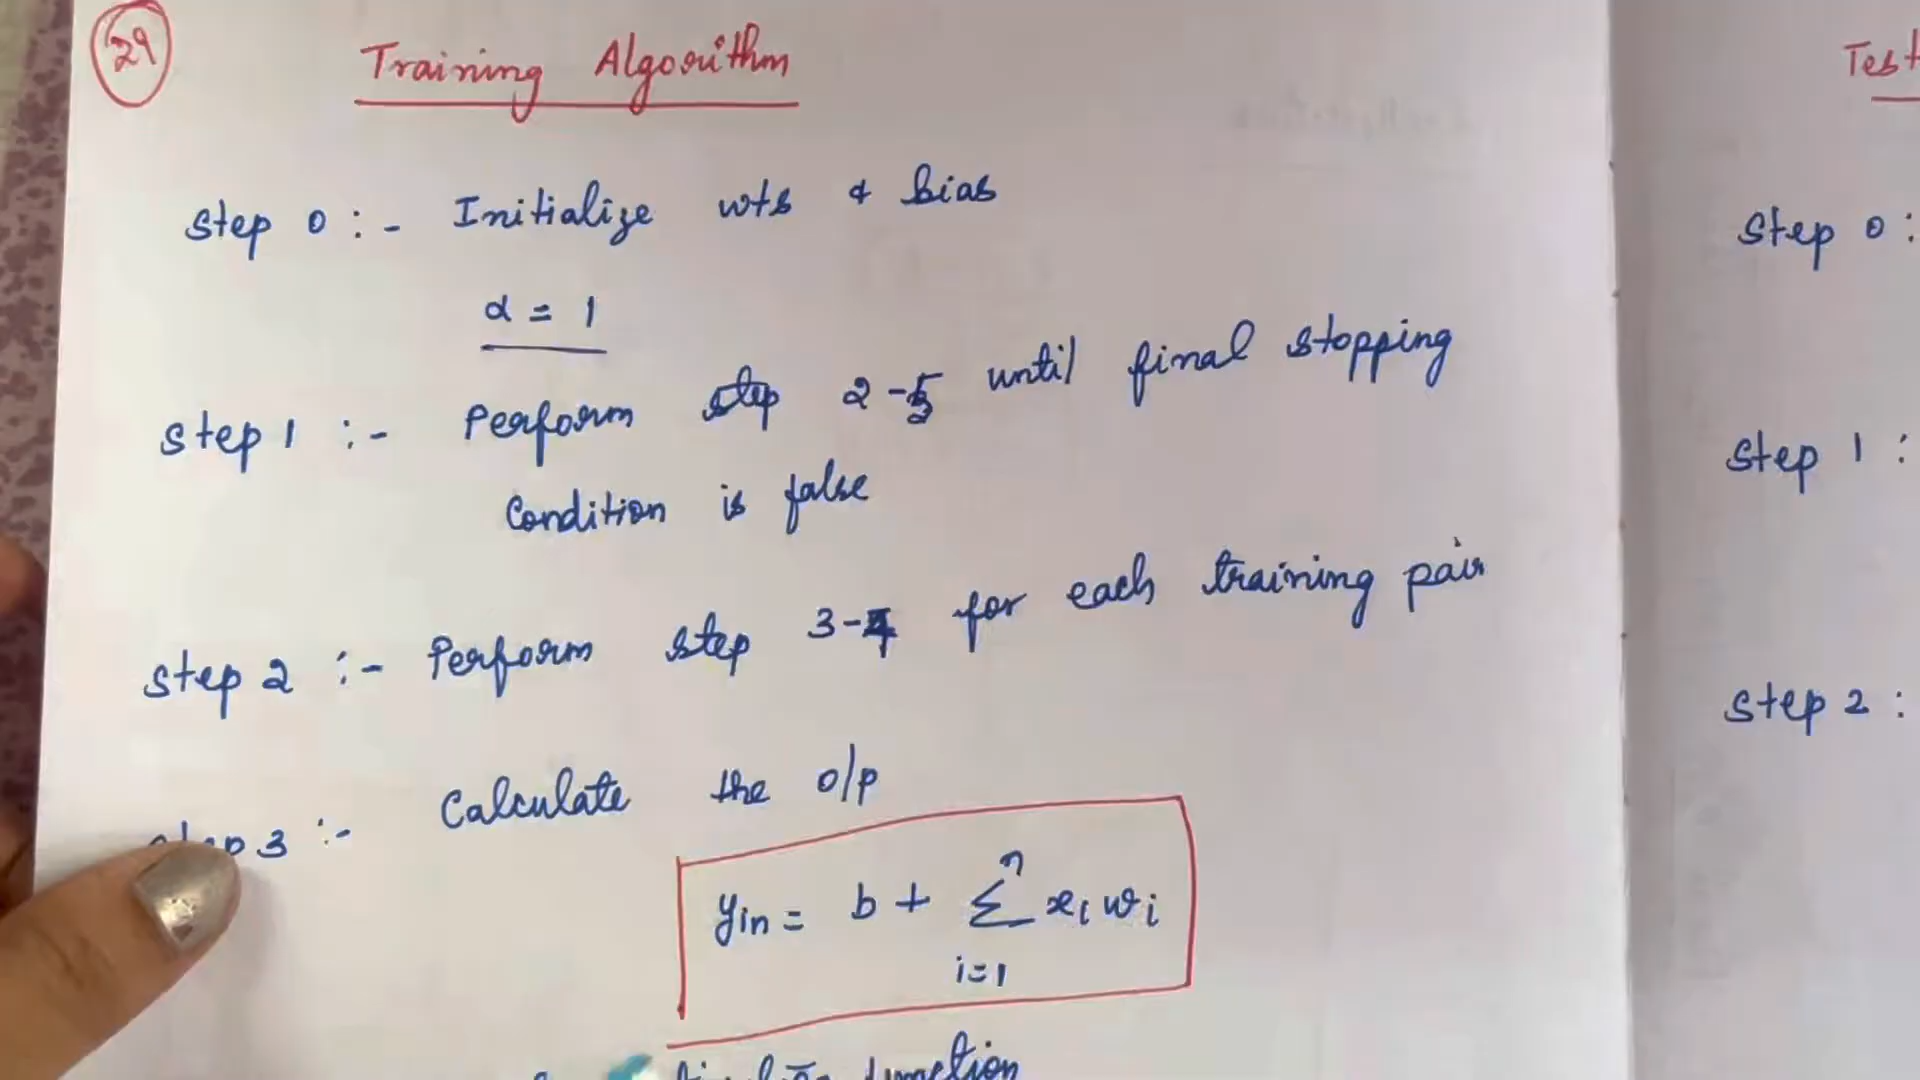 29
Training Algorithm
Step 0 :- Initialize wts & bias
α = 1
Step 1 :- Perform step 2-5 until final stopping
Condition is false
Step 2 :- Perform step 3-4 for each training pair
Step 3 :- Calculate the o/p
yin = b + n∑i=1 xi wi
function
Test
Step 0 :
Step 1 :
Step 2 :